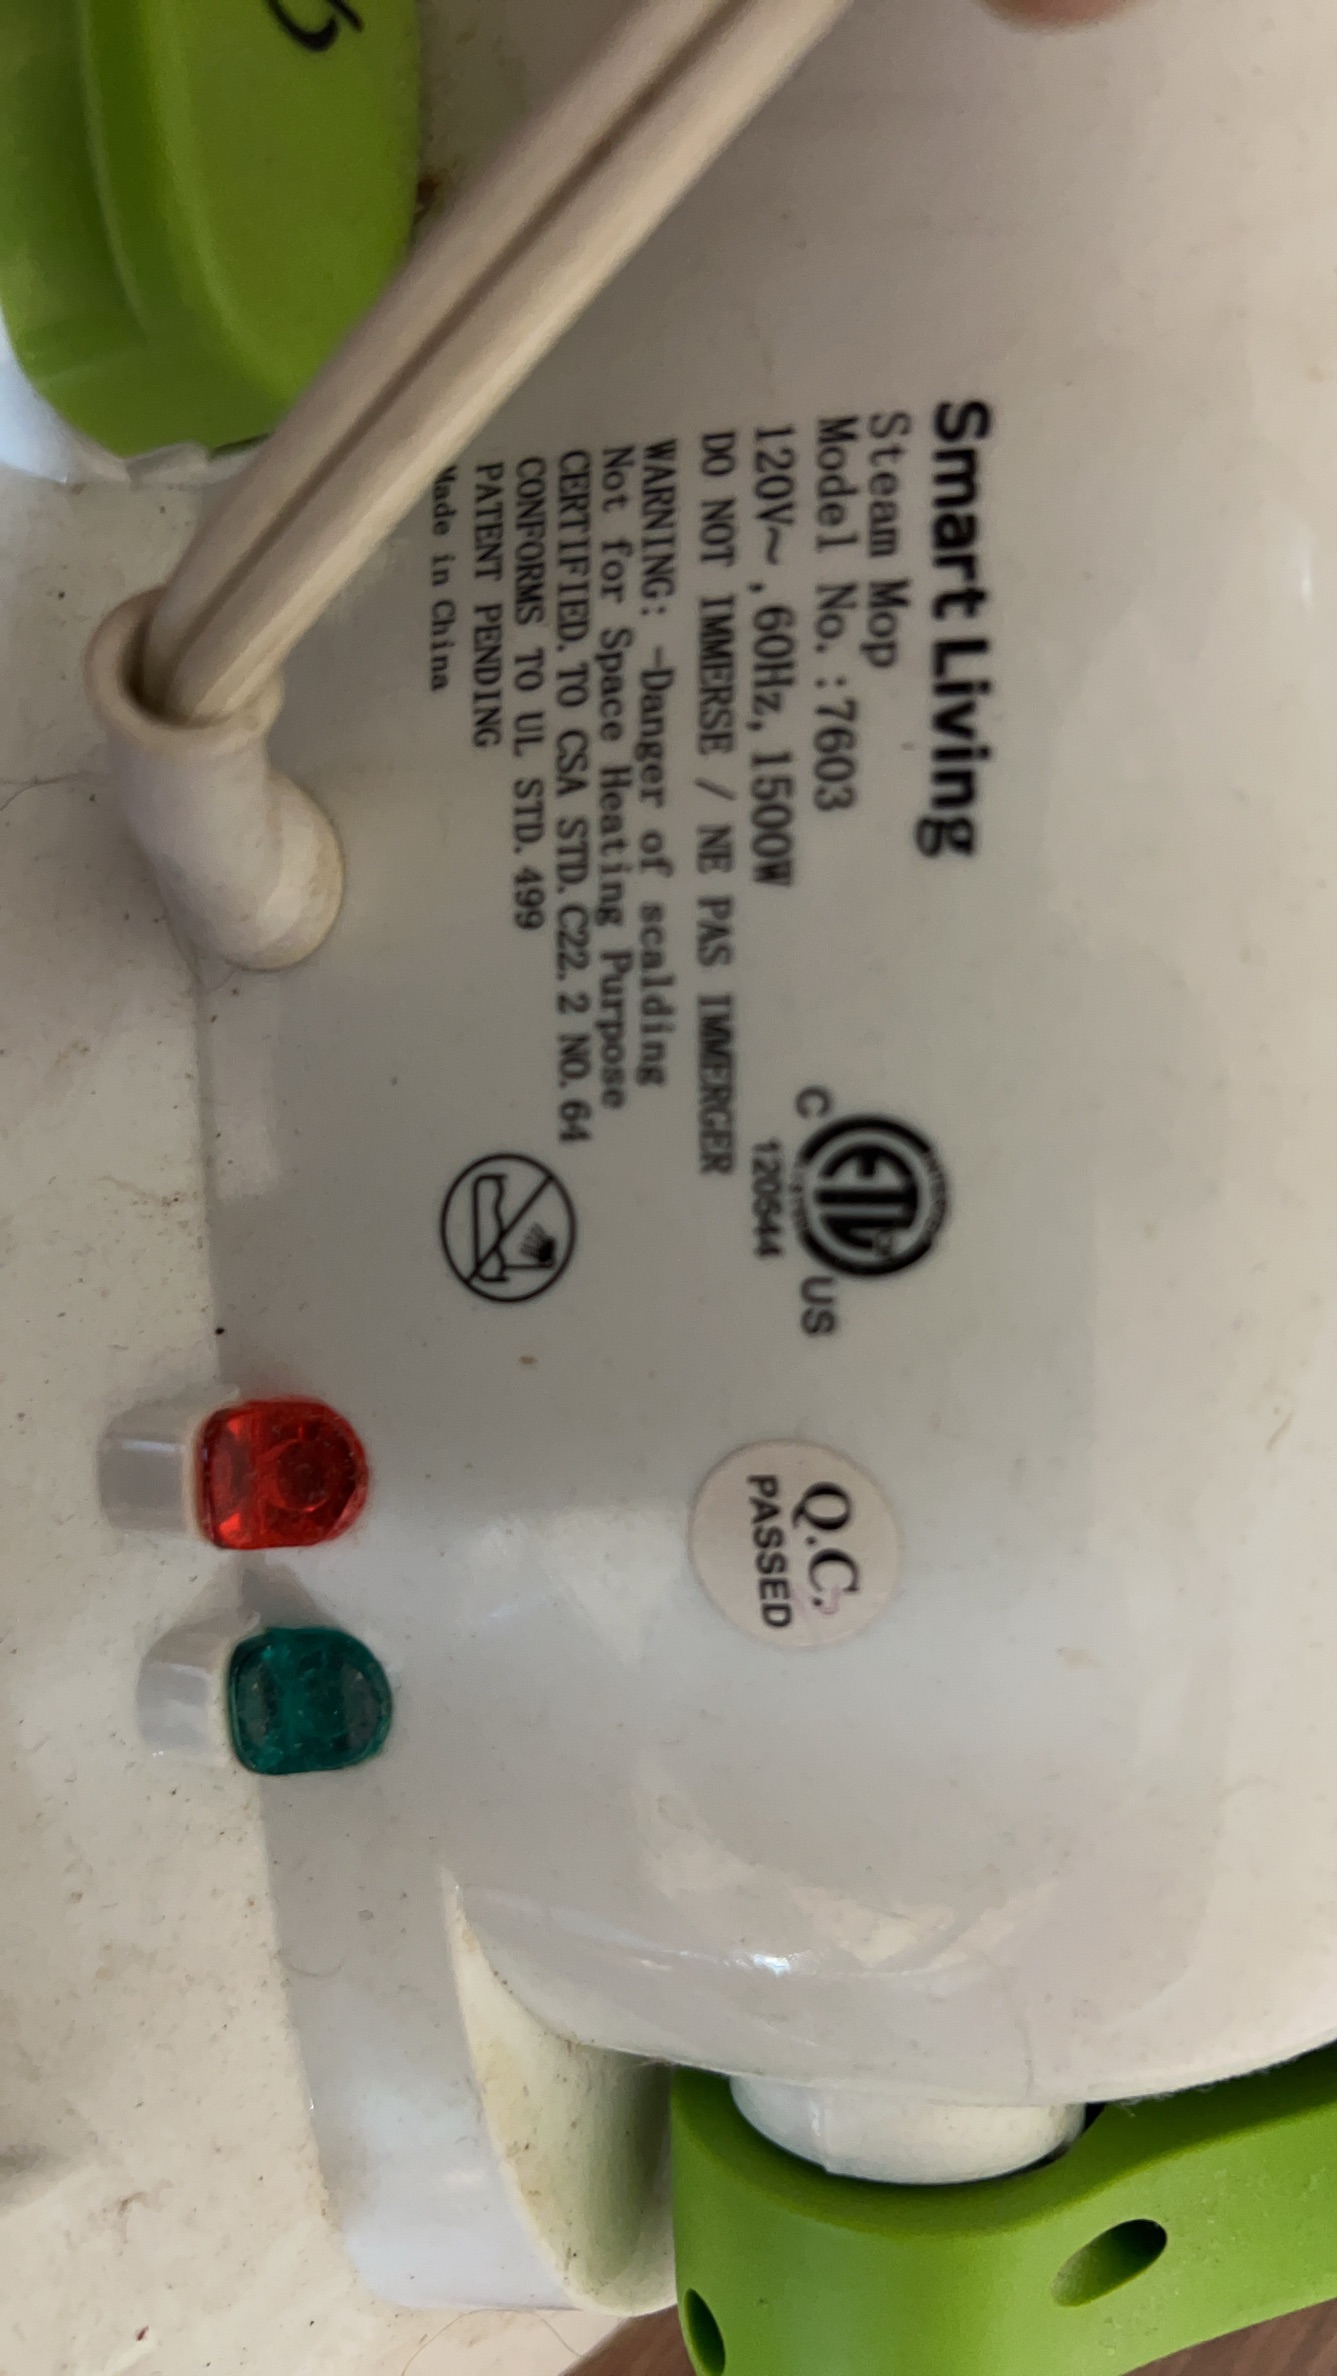 Smart Living
Steam Mop
Model No. :7603
120V~, 60Hz, 1500W
DO NOT IMMERSE / NE PAS IMMERGER
WARNING: -Danger of scalding
Not for Space Heating Purpose
CERTIFIED. TO CSA STD. C22. 2 NO. 64
CONFORMS TO UL STD. 499
PATENT PENDING
Made in China
C ETL US
120544
Q.C.
PASSED